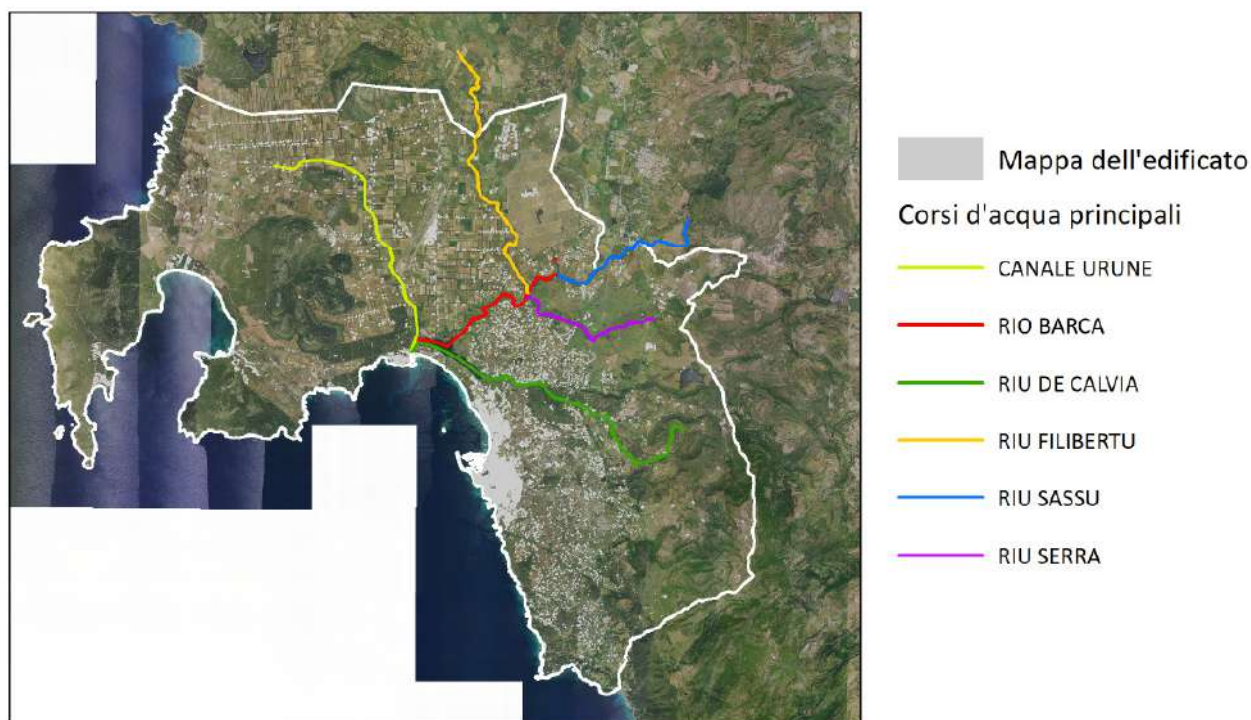 Mappa dell'edificato
Corsi d'acqua principali
CANALE URUNE
RIO BARCA
RIU DE CALVIA
RIU FILIBERTU
RIU SASSU
RIU SERRA